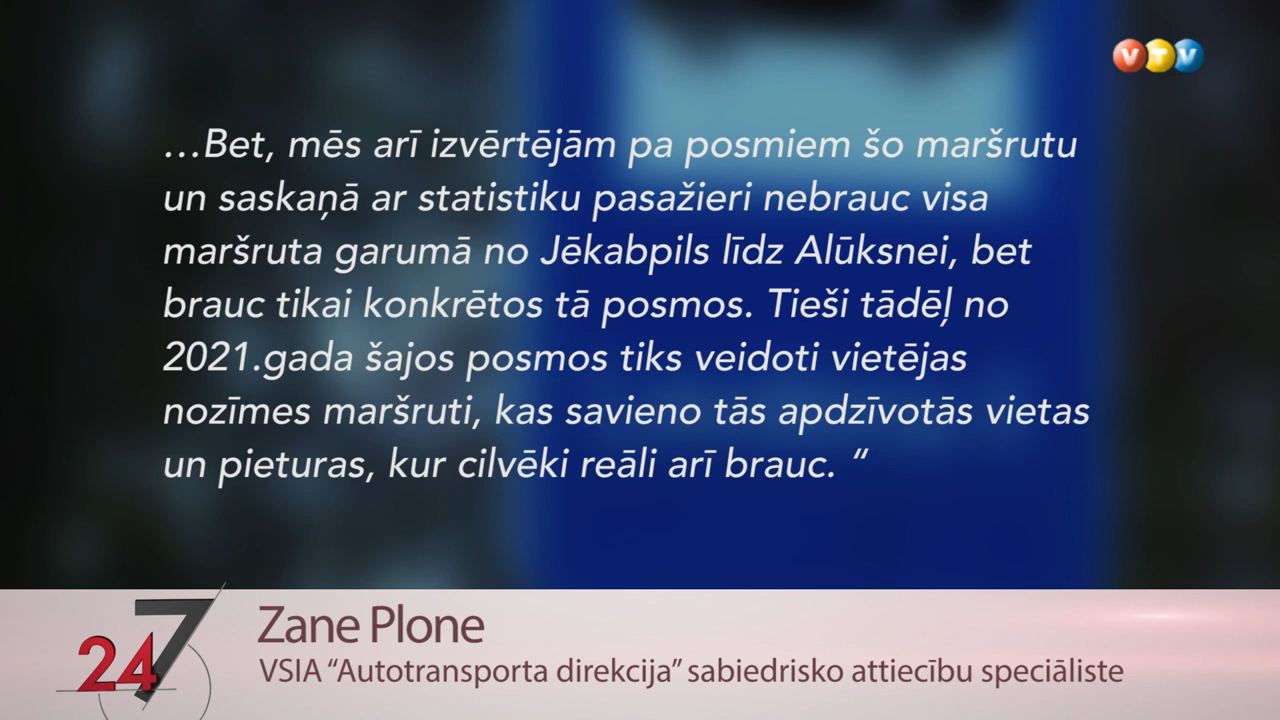 VTV
…Bet, mēs arī izvērtējām pa posmiem šo maršrutu
un saskaņā ar statistiku pasažieri nebrauc visa
maršruta garumā no Jēkabpils līdz Alūksnei, bet
brauc tikai konkrētos tā posmos. Tieši tādēļ no
2021.gada šajos posmos tiks veidoti vietējas
nozīmes maršruti, kas savieno tās apdzīvotās vietas
un pieturas, kur cilvēki reāli arī brauc. “
24 7
Zane Plone
VSIA “Autotransporta direkcija” sabiedrisko attiecību speciāliste